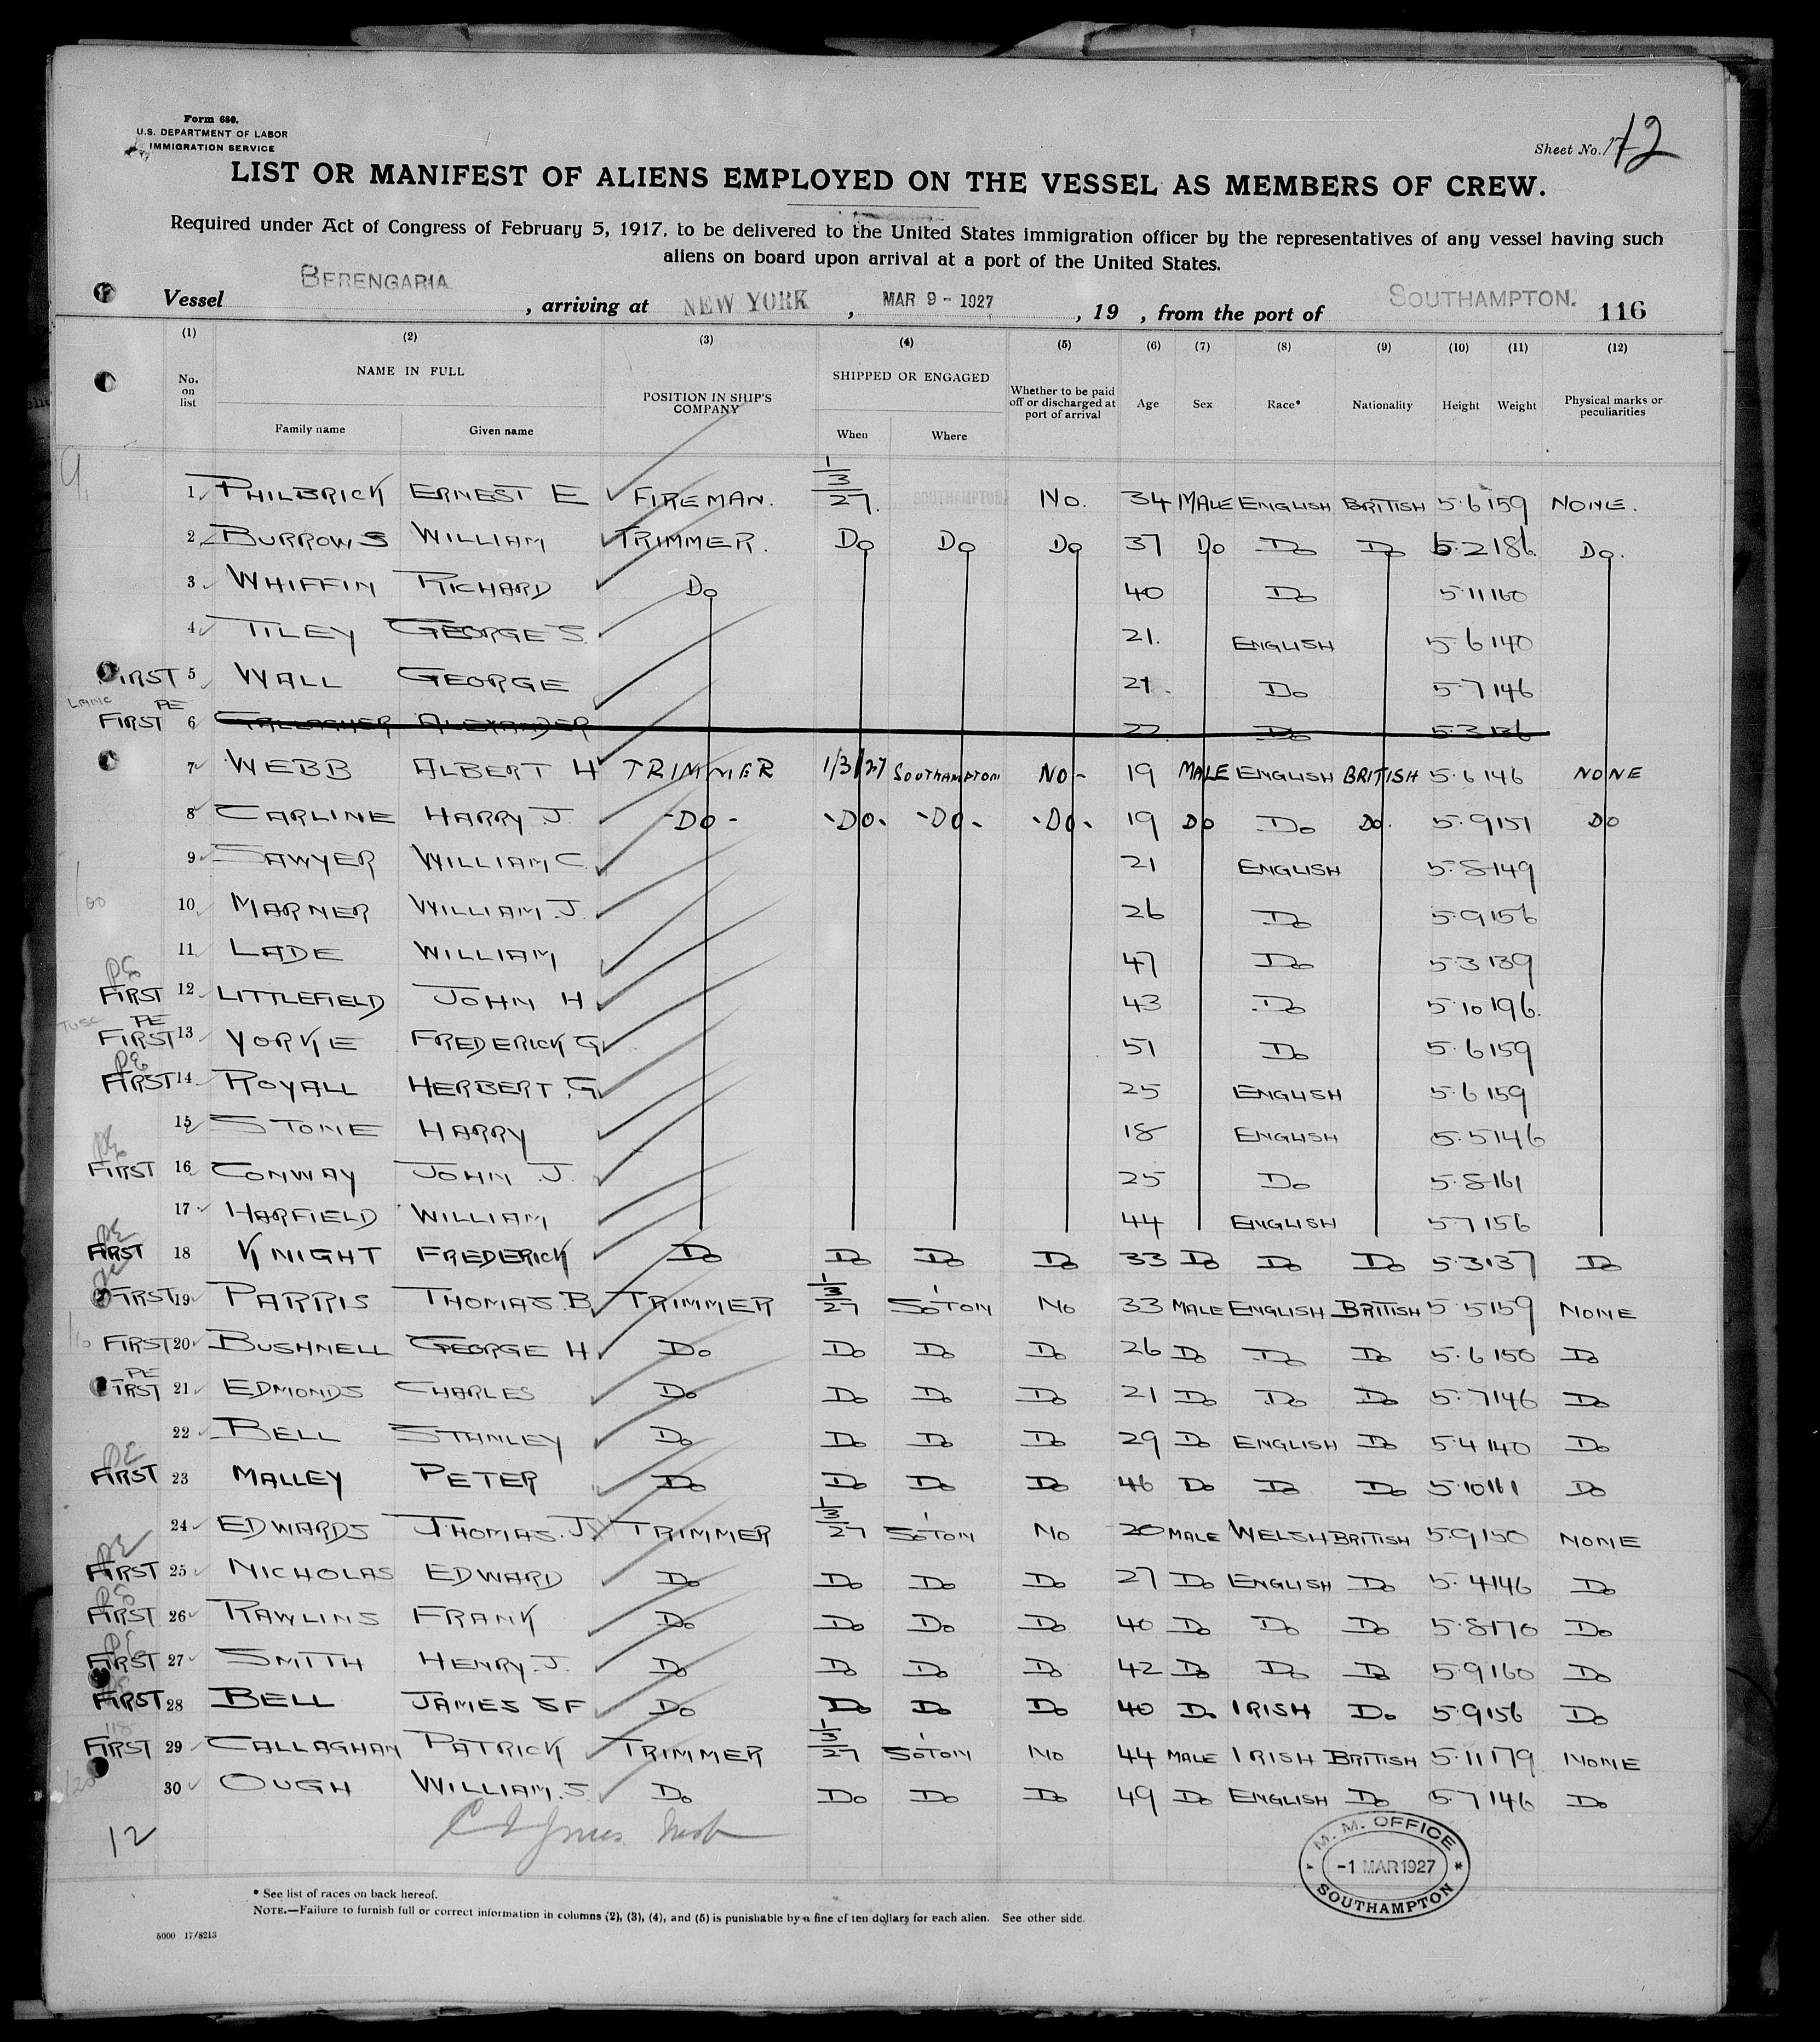 Form 680.
U.S. DEPARTMENT OF LABOR
IMMIGRATION SERVICE
Sheet No. 12
LIST OR MANIFEST OF ALIENS EMPLOYED ON THE VESSEL AS MEMBERS OF CREW.
Required under Act of Congress of February 5, 1917, to be delivered to the United States immigration officer by the representatives of any vessel having such
aliens on board upon arrival at a port of the United States.
Vessel BERENGARIA, arriving at NEW YORK, MAR 9 - 1927, 19 , from the port of SOUTHAMPTON. 116
(1) (2) (3) (4) (5) (6) (7) (8) (9) (10) (11) (12)
No. on list NAME IN FULL POSITION IN SHIP'S COMPANY SHIPPED OR ENGAGED Whether to be paid off or discharged at port of arrival Age Sex Race* Nationality Height Weight Physical marks or peculiarities
Family name Given name When Where
1 PHILBRICK ERNEST E FIREMAN. 1/3/27. SOUTHAMPTON No. 34 MALE ENGLISH BRITISH 5.6 159 NONE.
2 BURROWS WILLIAM TRIMMER. Do Do Do 37 Do Do Do 5.2 186. Do.
3 WHIFFIN RICHARD Do 40 Do 5.11 160
4 TILEY GEORGE S. 21. ENGLISH 5.6 140
FIRST 5 WALL GEORGE 21. Do 5.7 146
FIRST PE 6 GALLAGHER ALEXANDER 22 Do 5.3 136
7 WEBB ALBERT H TRIMMER 1/3/27 SOUTHAMPTON NO - 19 MALE ENGLISH BRITISH 5.6 146 NONE
8 CARLINE HARRY J. -DO- -DO- -DO- -DO- 19 DO Do DO. 5.9 151 DO
9 SAWYER WILLIAM C. 21 ENGLISH 5.8 149
10 MARNER WILLIAM J. 26 Do 5.9 156
11 LADE WILLIAM 47 Do 5.3 139
FIRST 12 LITTLEFIELD JOHN H 43 Do 5.10 196.
FIRST PE 13 YORKE FREDERICK G 51 Do 5.6 159
FIRST 14 ROYALL HERBERT. G 25 ENGLISH 5.6 159
15 STONE HARRY 18 ENGLISH 5.5 146
FIRST 16 CONWAY JOHN J. 25 Do 5.8 161
17 HARFIELD WILLIAM 44 ENGLISH 5.7 156
FIRST 18 KNIGHT FREDERICK Do Do Do Do 33 Do Do Do 5.3 137 Do
FIRST 19 PARRIS THOMAS. B TRIMMER 1/3/27 SO'TON No 33 MALE ENGLISH BRITISH 5.5 159 NONE
FIRST 20 BUSHNELL GEORGE H Do Do Do Do 26 Do Do Do 5.6 150 Do
FIRST PE 21 EDMONDS CHARLES Do Do Do Do 21 Do Do Do 5.7 146 Do
22 BELL STANLEY Do Do Do Do 29 Do ENGLISH Do 5.4 140 Do
FIRST 23 MALLEY PETER Do Do Do Do 46 Do Do Do 5.10 161 Do
24 EDWARDS THOMAS. J TRIMMER 1/3/27 SO'TON No 20 MALE WELSH BRITISH 5.9 150 NONE
FIRST 25 NICHOLAS EDWARD Do Do Do Do 27 Do ENGLISH Do 5.4 146 Do
FIRST 26 RAWLINS FRANK Do Do Do Do 40 Do Do Do 5.8 170 Do
FIRST 27 SMITH HENRY. J. Do Do Do Do 42 Do Do Do 5.9 160 Do
FIRST 28 BELL JAMES S F Do Do Do Do 40 Do IRISH Do 5.9 156 Do
FIRST 29 CALLAGHAN PATRICK TRIMMER 1/3/27 SO'TON No 44 MALE IRISH BRITISH 5.11 179 NONE
30 OUGH WILLIAM. S Do Do Do Do 49 Do ENGLISH Do 5.7 146 Do
12
M. M. OFFICE
-1 MAR 1927
SOUTHAMPTON
* See list of races on back hereof.
NOTE.—Failure to furnish full or correct information in columns (2), (3), (4), and (5) is punishable by a fine of ten dollars for each alien. See other side.
5000 17/8213